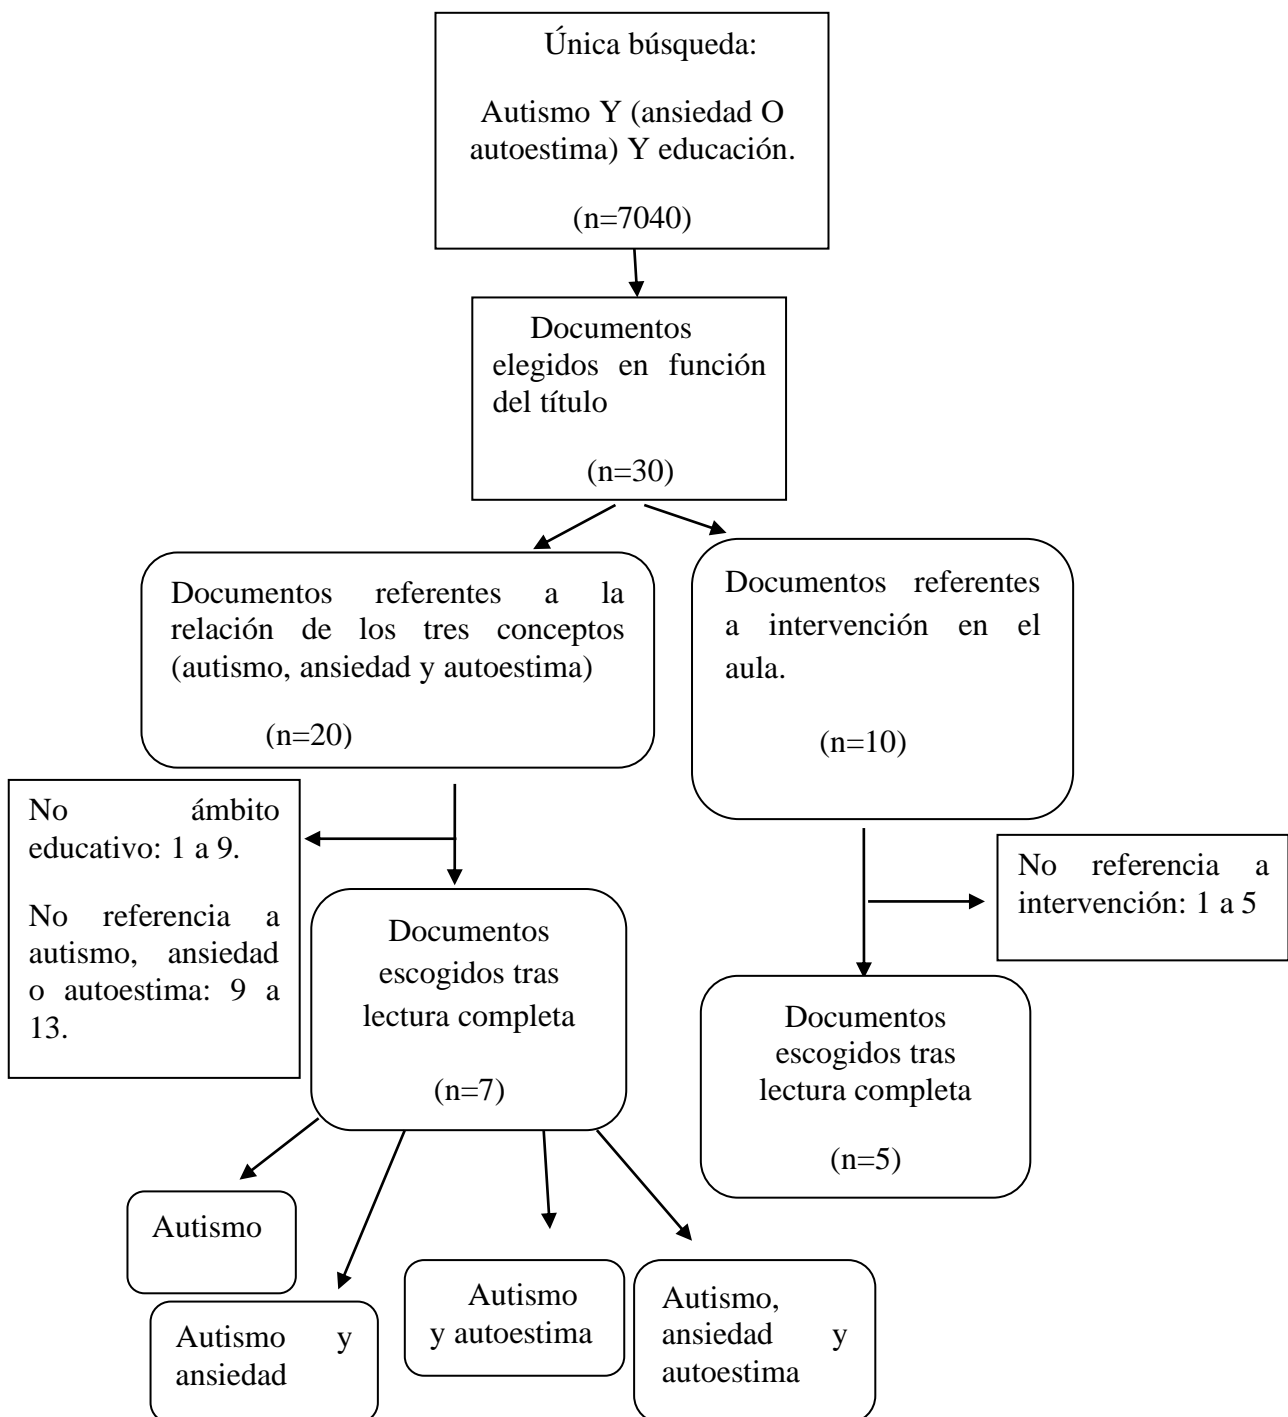 Única búsqueda:
Autismo Y (ansiedad O
autoestima) Y educación.
(n=7040)
Documentos
elegidos en función
del título
(n=30)
Documentos referentes a la
relación de los tres conceptos
(autismo, ansiedad y autoestima)
(n=20)
Documentos referentes
a intervención en el
aula.
(n=10)
No ámbito
educativo: 1 a 9.
No referencia a
autismo, ansiedad
o autoestima: 9 a
13.
No referencia a
intervención: 1 a 5
Documentos
escogidos tras
lectura completa
(n=7)
Documentos
escogidos tras
lectura completa
(n=5)
Autismo
Autismo y
ansiedad
Autismo
y autoestima
Autismo,
ansiedad y
autoestima